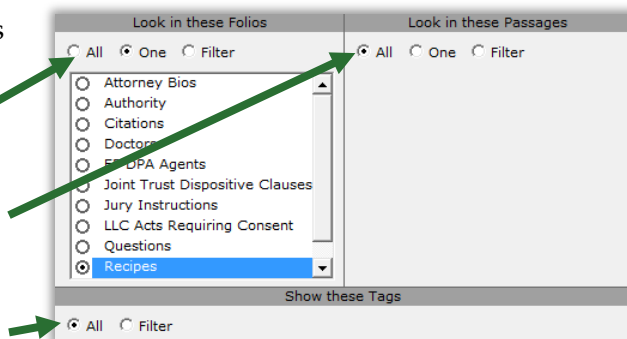 s
Look in these Folios
Look in these Passages
All One Filter
All One Filter
Attorney Bios
Authority
Citations
Doctors
DPA Agents
Joint Trust Dispositive Clauses
Jury Instructions
LLC Acts Requiring Consent
Questions
Recipes
Show these Tags
All Filter